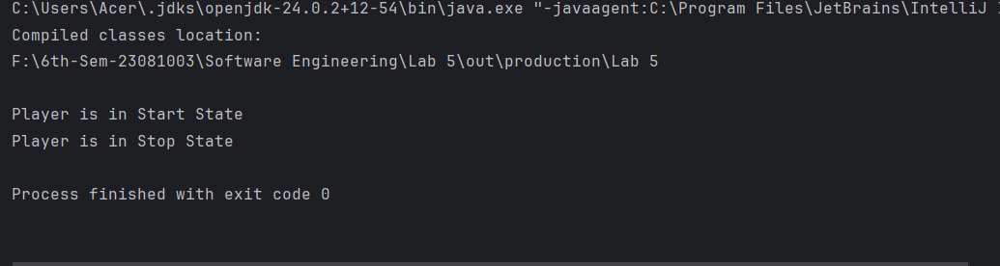 C:\Users\Acer\.jdks\openjdk-24.0.2+12-54\bin\java.exe "-javaagent:C:\Program Files\JetBrains\IntelliJ
Compiled classes location:
F:\6th-Sem-23081003\Software Engineering\Lab 5\out\production\Lab 5
Player is in Start State
Player is in Stop State
Process finished with exit code 0